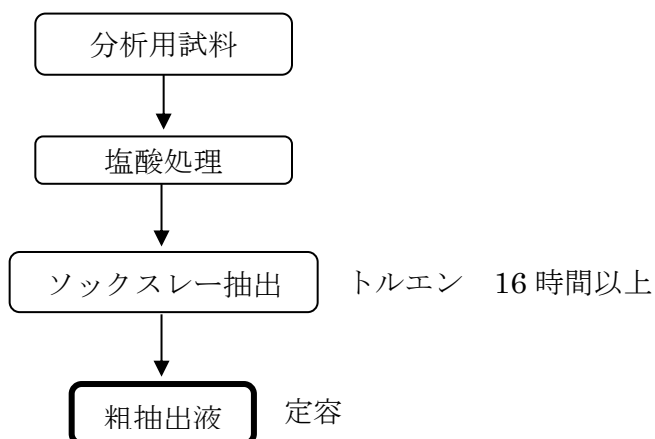 分析用試料
塩酸処理
ソックスレー抽出 トルエン 16 時間以上
粗抽出液 定容